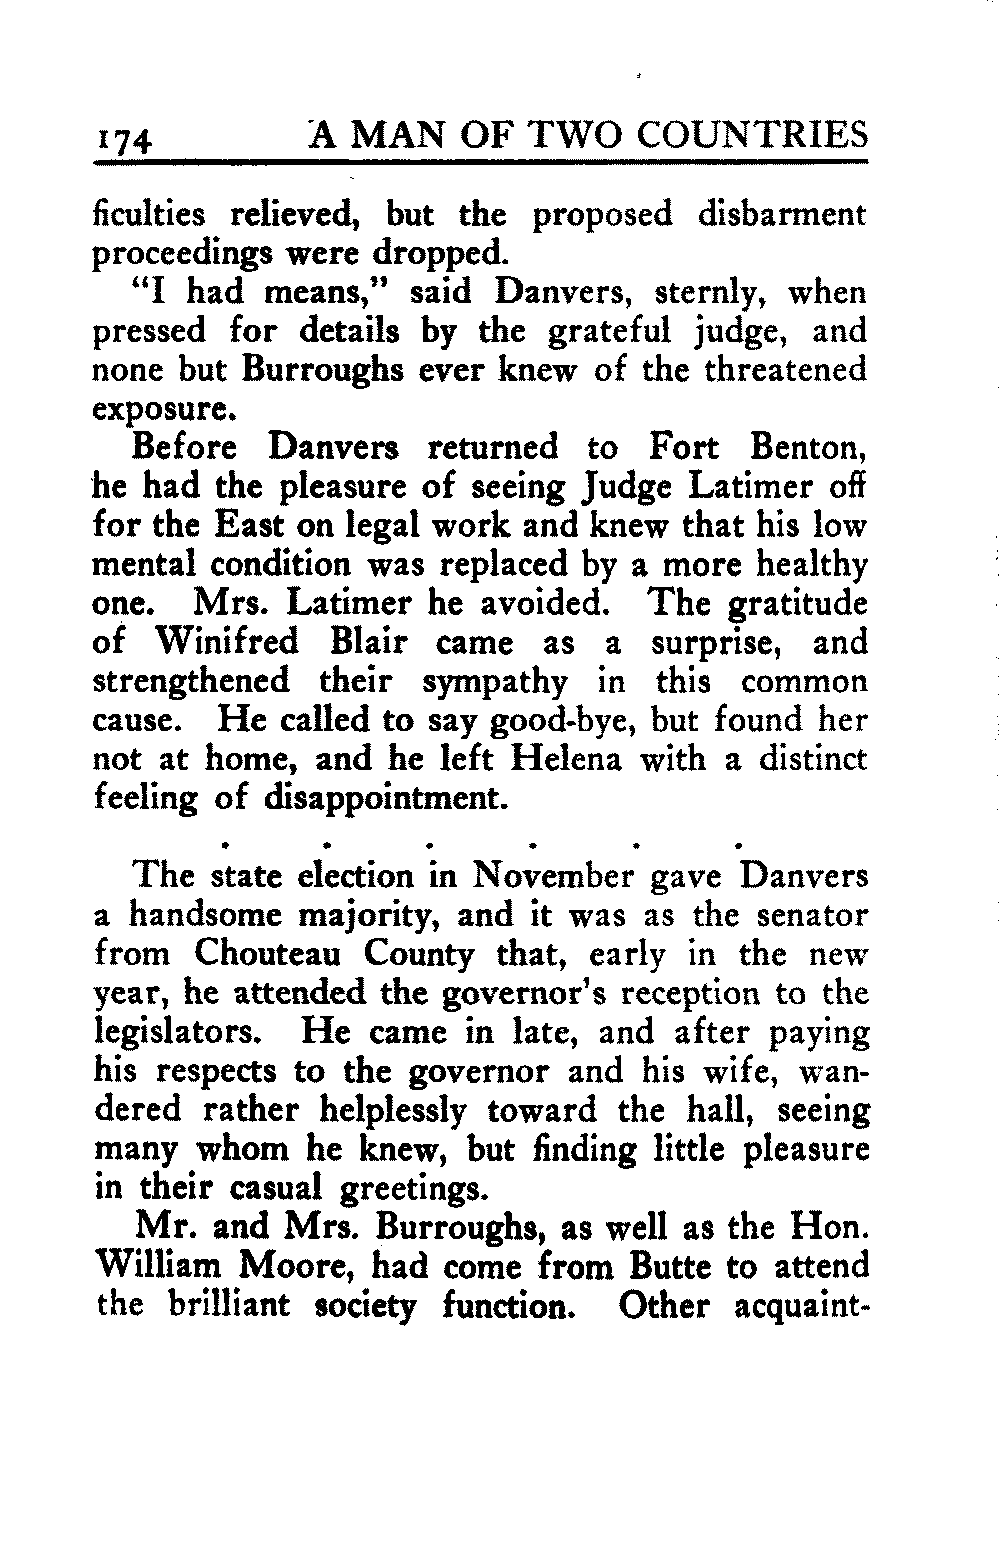 174 A MAN OF TWO COUNTRIES
ficulties relieved, but the proposed disbarment
proceedings were dropped.
"I had means," said Danvers, sternly, when
pressed for details by the grateful judge, and
none but Burroughs ever knew of the threatened
exposure.
Before Danvers returned to Fort Benton,
he had the pleasure of seeing Judge Latimer off
for the East on legal work and knew that his low
mental condition was replaced by a more healthy
one. Mrs. Latimer he avoided. The gratitude
of Winifred Blair came as a surprise, and
strengthened their sympathy in this common
cause. He called to say good-bye, but found her
not at home, and he left Helena with a distinct
feeling of disappointment.
. . . . . .
The state election in November gave Danvers
a handsome majority, and it was as the senator
from Chouteau County that, early in the new
year, he attended the governor's reception to the
legislators. He came in late, and after paying
his respects to the governor and his wife, wan-
dered rather helplessly toward the hall, seeing
many whom he knew, but finding little pleasure
in their casual greetings.
Mr. and Mrs. Burroughs, as well as the Hon.
William Moore, had come from Butte to attend
the brilliant society function. Other acquaint-